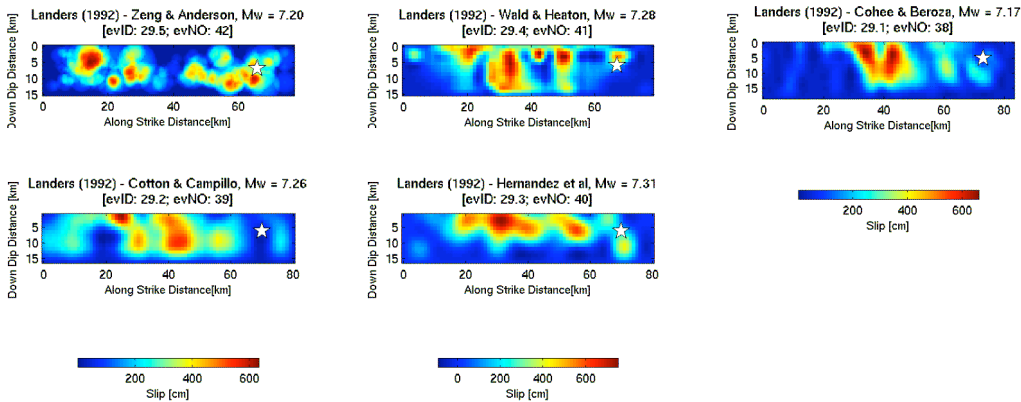 Landers (1992) - Zeng & Anderson, Mw = 7.20
[evID: 29.5; evNO: 42]
Down Dip Distance [km]
0
5
10
15
0 20 40 60
Along Strike Distance[km]
Landers (1992) - Wald & Heaton, Mw = 7.28
[evID: 29.4; evNO: 41]
Down Dip Distance [km]
0
5
10
15
0 20 40 60
Along Strike Distance[km]
Landers (1992) - Cohee & Beroza, Mw = 7.17
[evID: 29.1; evNO: 38]
Down Dip Distance [km]
0
5
10
15
0 20 40 60 80
Along Strike Distance[km]
Landers (1992) - Cotton & Campillo, Mw = 7.26
[evID: 29.2; evNO: 39]
Down Dip Distance [km]
5
10
15
0 20 40 60 80
Along Strike Distance[km]
Landers (1992) - Hernandez et al, Mw = 7.31
[evID: 29.3; evNO: 40]
Down Dip Distance [km]
5
10
15
0 20 40 60 80
Along Strike Distance[km]
200 400 600
Slip [cm]
200 400 600
Slip [cm]
0 200 400 600
Slip [cm]